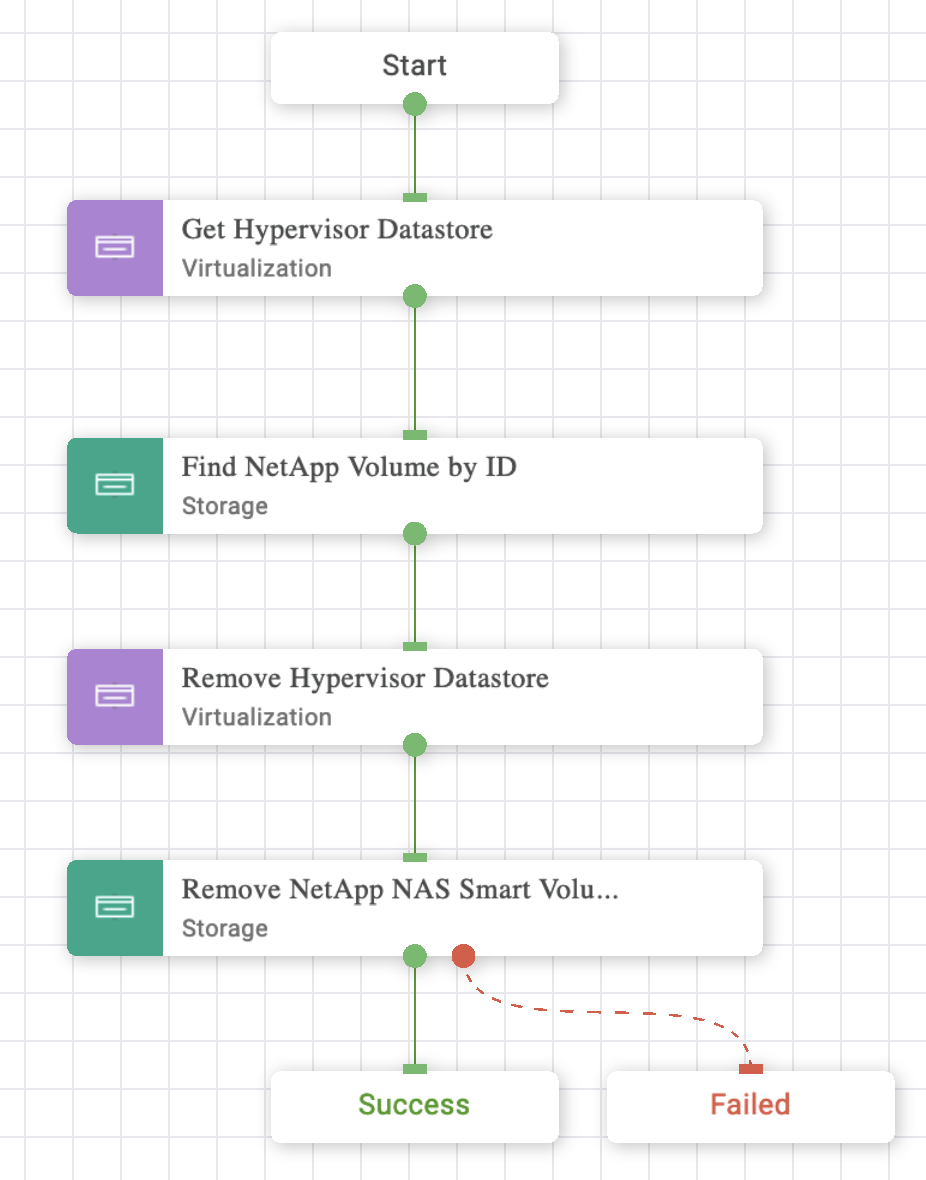 Start
Get Hypervisor Datastore
Virtualization
Find NetApp Volume by ID
Storage
Remove Hypervisor Datastore
Virtualization
Remove NetApp NAS Smart Volu...
Storage
Success
Failed